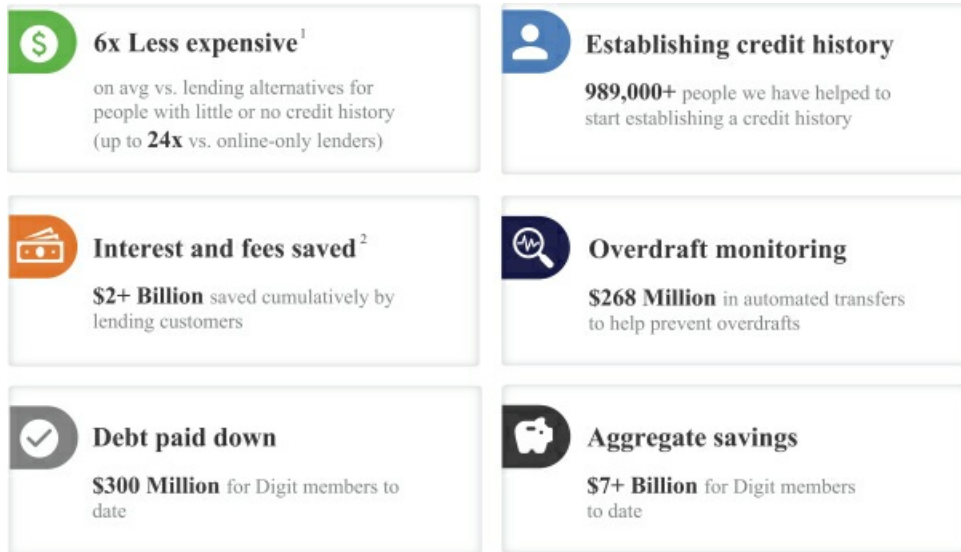 6x Less expensive1
on avg vs. lending alternatives for
people with little or no credit history
(up to 24x vs. online-only lenders)
Establishing credit history
989,000+ people we have helped to
start establishing a credit history
Interest and fees saved2
$2+ Billion saved cumulatively by
lending customers
Overdraft monitoring
$268 Million in automated transfers
to help prevent overdrafts
Debt paid down
$300 Million for Digit members to
date
Aggregate savings
$7+ Billion for Digit members
to date